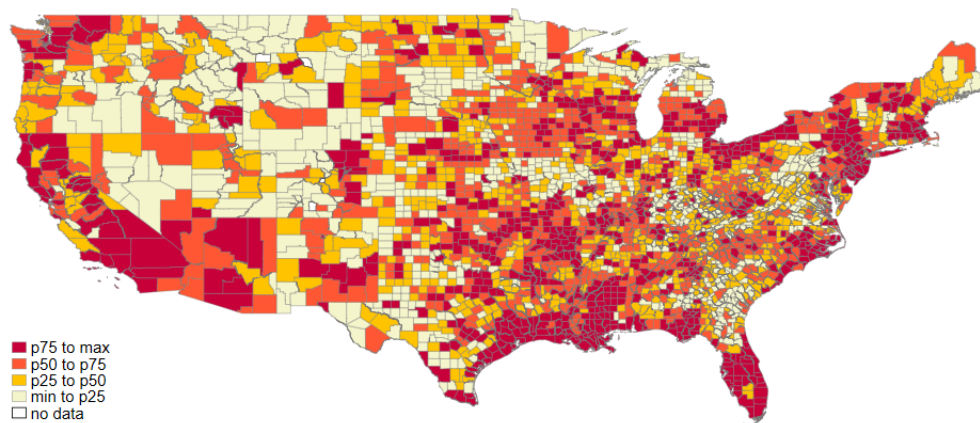 p75 to max
p50 to p75
p25 to p50
min to p25
no data